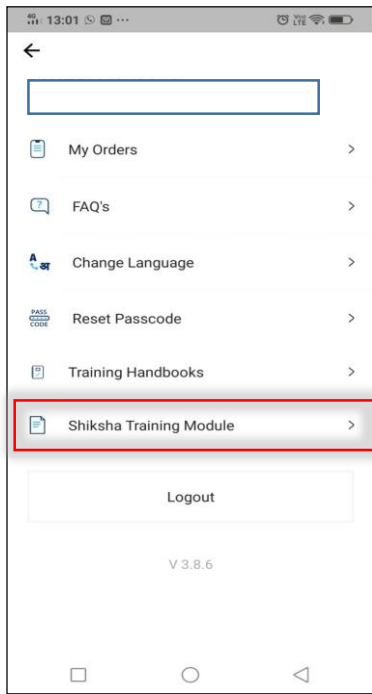 4G 13:01
My Orders
FAQ's
A अ Change Language
PASS CODE Reset Passcode
Training Handbooks
Shiksha Training Module
Logout
V 3.8.6